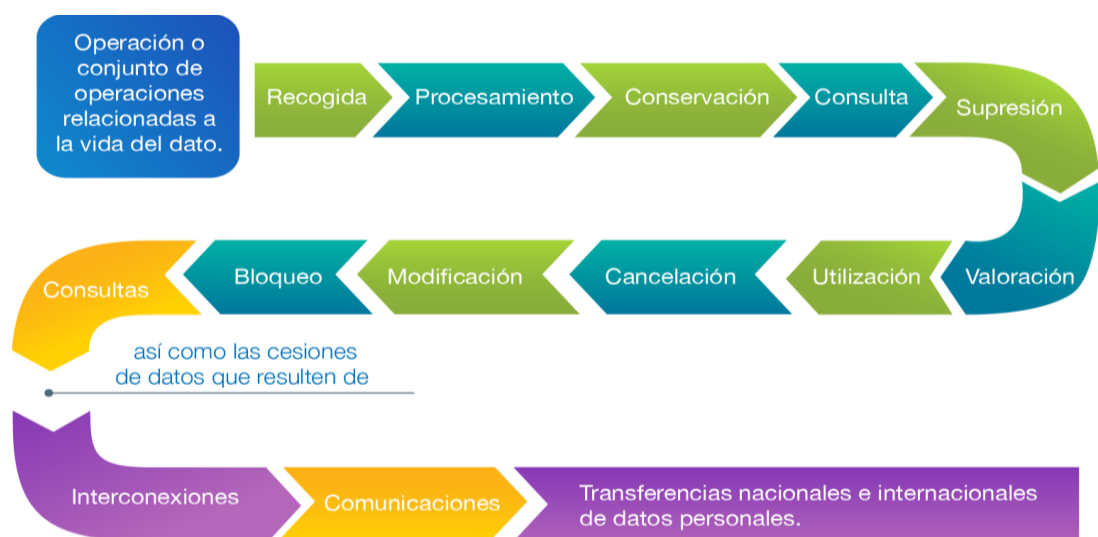 Operación o
conjunto de
operaciones
relacionadas a
la vida del dato.
Recogida
Procesamiento
Conservación
Consulta
Supresión
Valoración
Utilización
Cancelación
Modificación
Bloqueo
Consultas
así como las cesiones
de datos que resulten de
Interconexiones
Comunicaciones
Transferencias nacionales e internacionales
de datos personales.